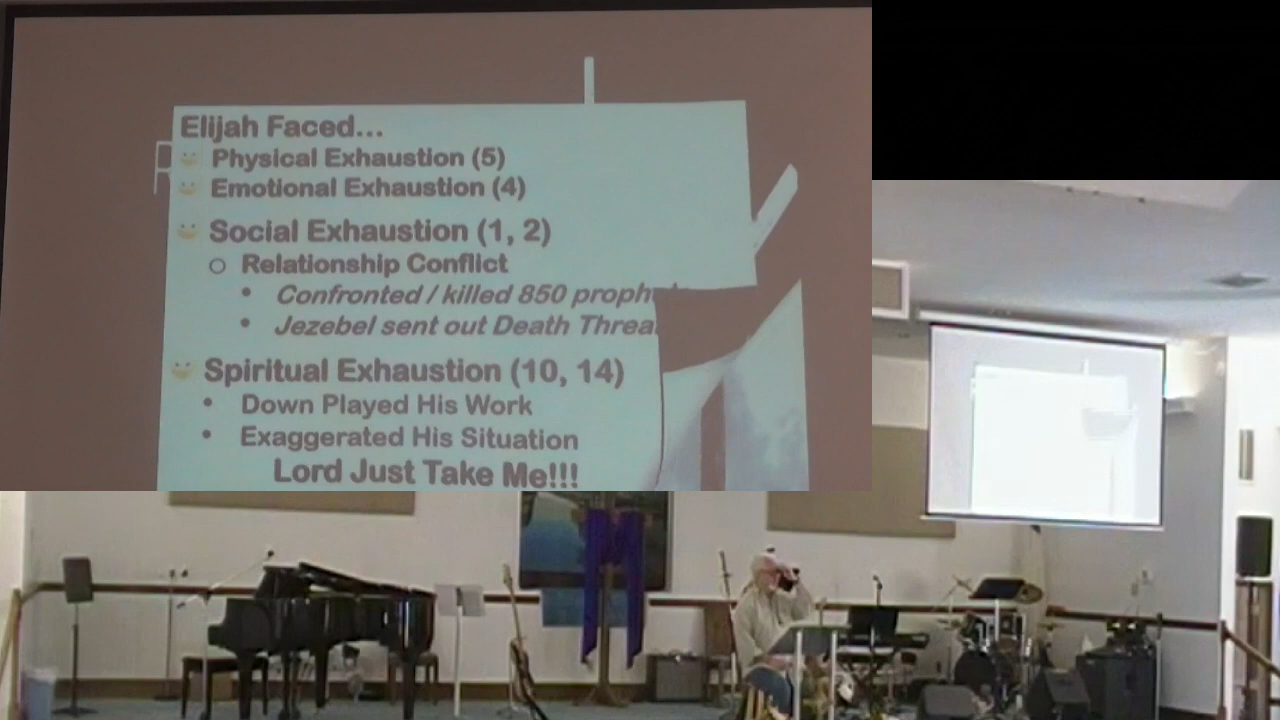 Elijah Faced...
Physical Exhaustion (5)
Emotional Exhaustion (4)
Social Exhaustion (1, 2)
Relationship Conflict
Confronted / killed 850
Jezebel sent out Death
Spiritual Exhaustion (10, 14)
Down Played His Work
Exaggerated His Situation
Lord Just Take Me!!!